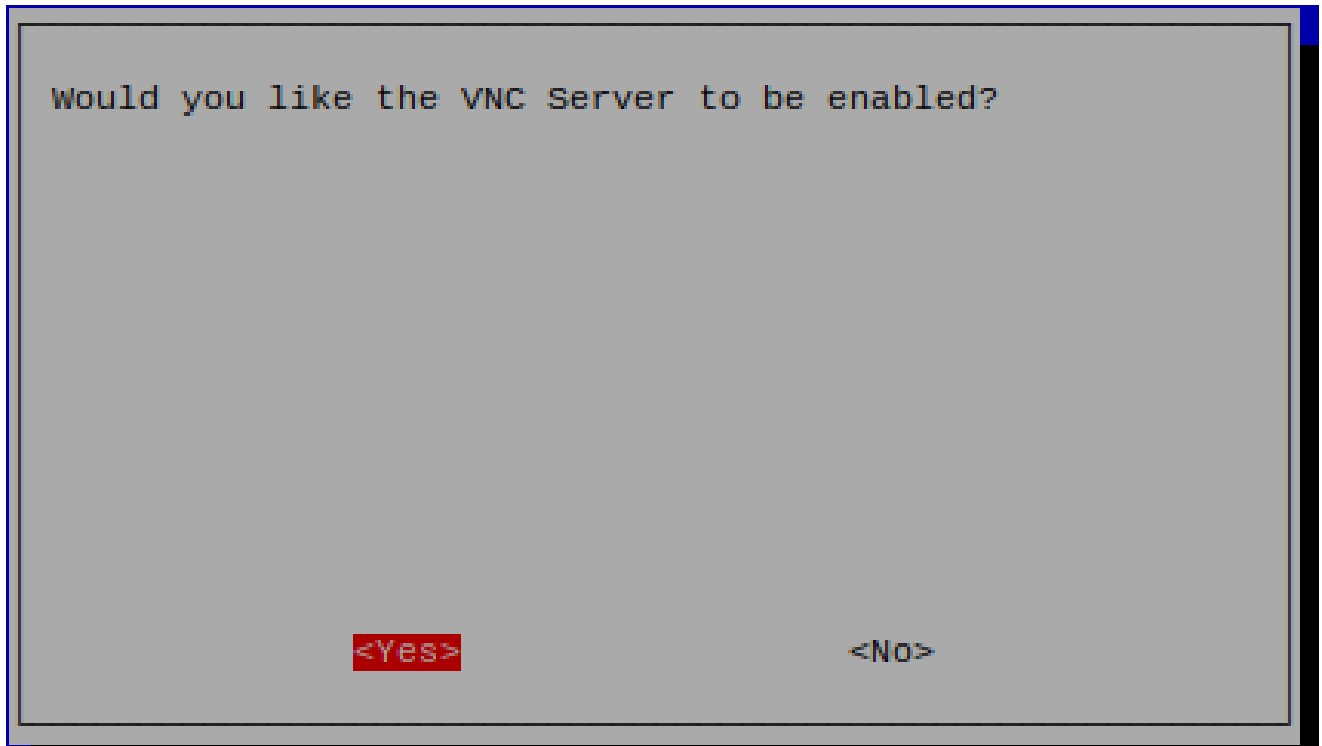 Would you like the VNC Server to be enabled?
<Yes> <No>